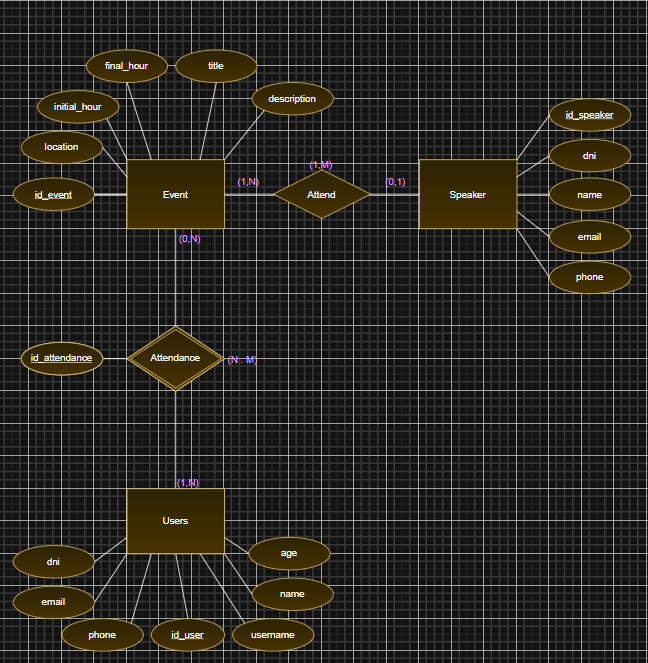 final_hour
title
initial_hour
description
id_speaker
location
dni
(1,M)
id_event
Event
(1,N)
Attend
(0,1)
Speaker
name
(0,N)
email
phone
id_attendance
Attendance
(N : M)
(1,N)
Users
age
dni
name
email
phone
id_user
username